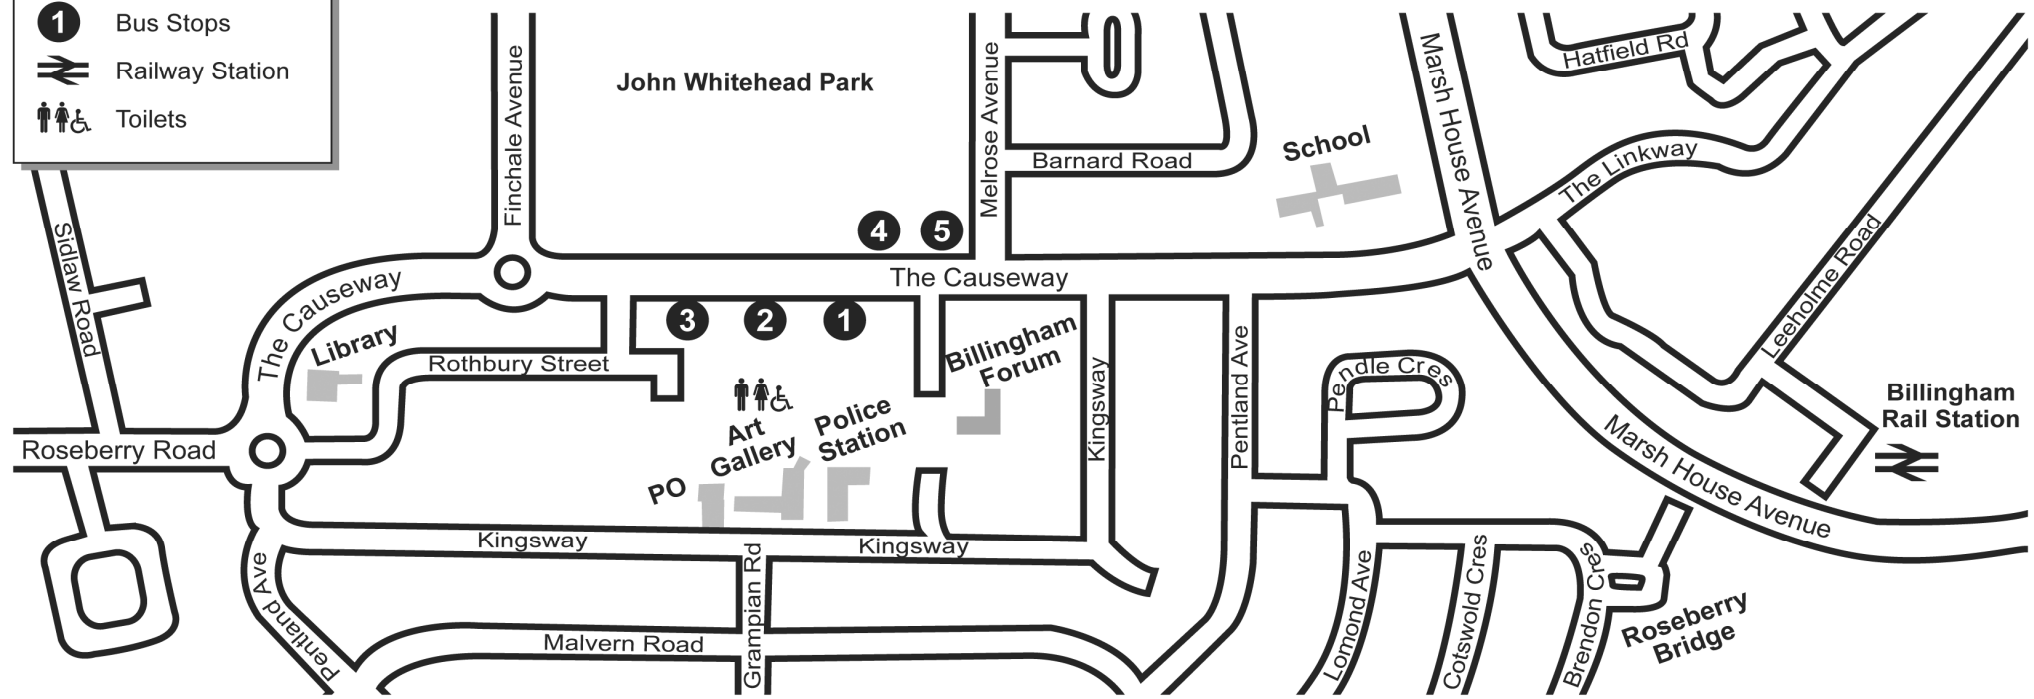 1 Bus Stops
Railway Station
Toilets
Finchale Avenue
John Whitehead Park
Melrose Avenue
Barnard Road
School
Marsh House Avenue
Hatfield Rd
The Linkway
Leeholme Road
Sidlaw Road
4
5
The Causeway
The Causeway
3
2
1
Library
Rothbury Street
Billingham
Forum
Kingsway
Pentland Ave
Pendle Cres
Billingham
Rail Station
Roseberry Road
Art
Gallery
Police
Station
PO
Marsh House Avenue
Kingsway
Kingsway
Pentland Ave
Grampian Rd
Malvern Road
Lomond Ave
Cotswold Cres
Brendon Cres
Roseberry
Bridge